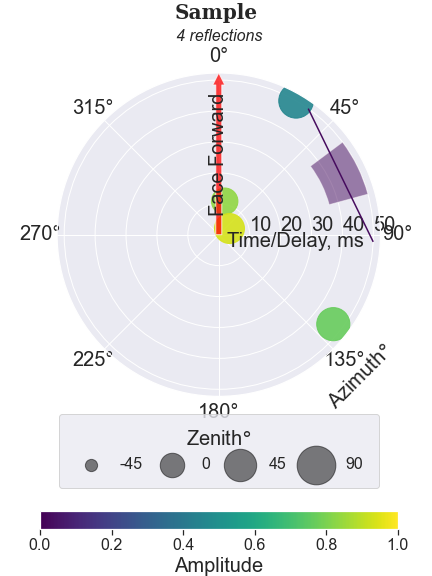 Sample
4 reflections
0°
315°
45°
Face Forward
270°
10 20 30 40 50
90°
Time/Delay, ms
225°
135°
Azimuth°
180°
Zenith°
-45 0 45 90
0.0 0.2 0.4 0.6 0.8 1.0
Amplitude